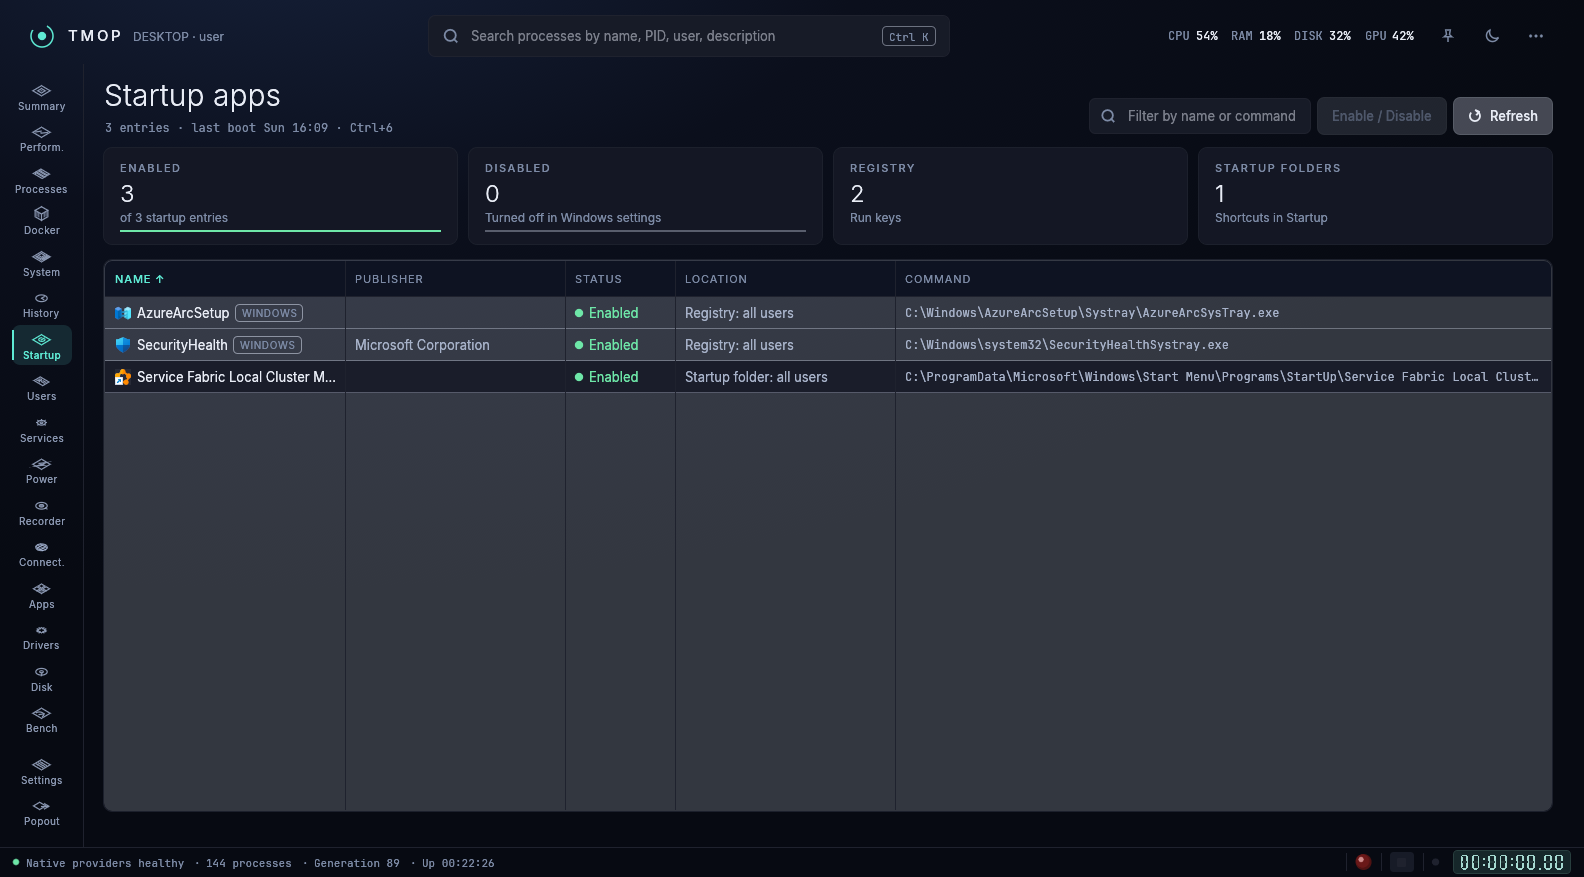 TMOP DESKTOP · user
Search processes by name, PID, user, description Ctrl K
CPU 54% RAM 18% DISK 32% GPU 42%
Summary
Perform.
Processes
Docker
System
History
Startup
Users
Services
Power
Recorder
Connect.
Apps
Drivers
Disk
Bench
Settings
Popout
Startup apps
3 entries · last boot Sun 16:09 · Ctrl+6
Filter by name or command
Enable / Disable
Refresh
ENABLED
3
of 3 startup entries
DISABLED
0
Turned off in Windows settings
REGISTRY
2
Run keys
STARTUP FOLDERS
1
Shortcuts in Startup
NAME ↑ PUBLISHER STATUS LOCATION COMMAND
AzureArcSetup WINDOWS Enabled Registry: all users C:\Windows\AzureArcSetup\Systray\AzureArcSysTray.exe
SecurityHealth WINDOWS Microsoft Corporation Enabled Registry: all users C:\Windows\system32\SecurityHealthSystray.exe
Service Fabric Local Cluster M... Enabled Startup folder: all users C:\ProgramData\Microsoft\Windows\Start Menu\Programs\StartUp\Service Fabric Local Clust…
Native providers healthy · 144 processes · Generation 89 · Up 00:22:26
00:00:00.00